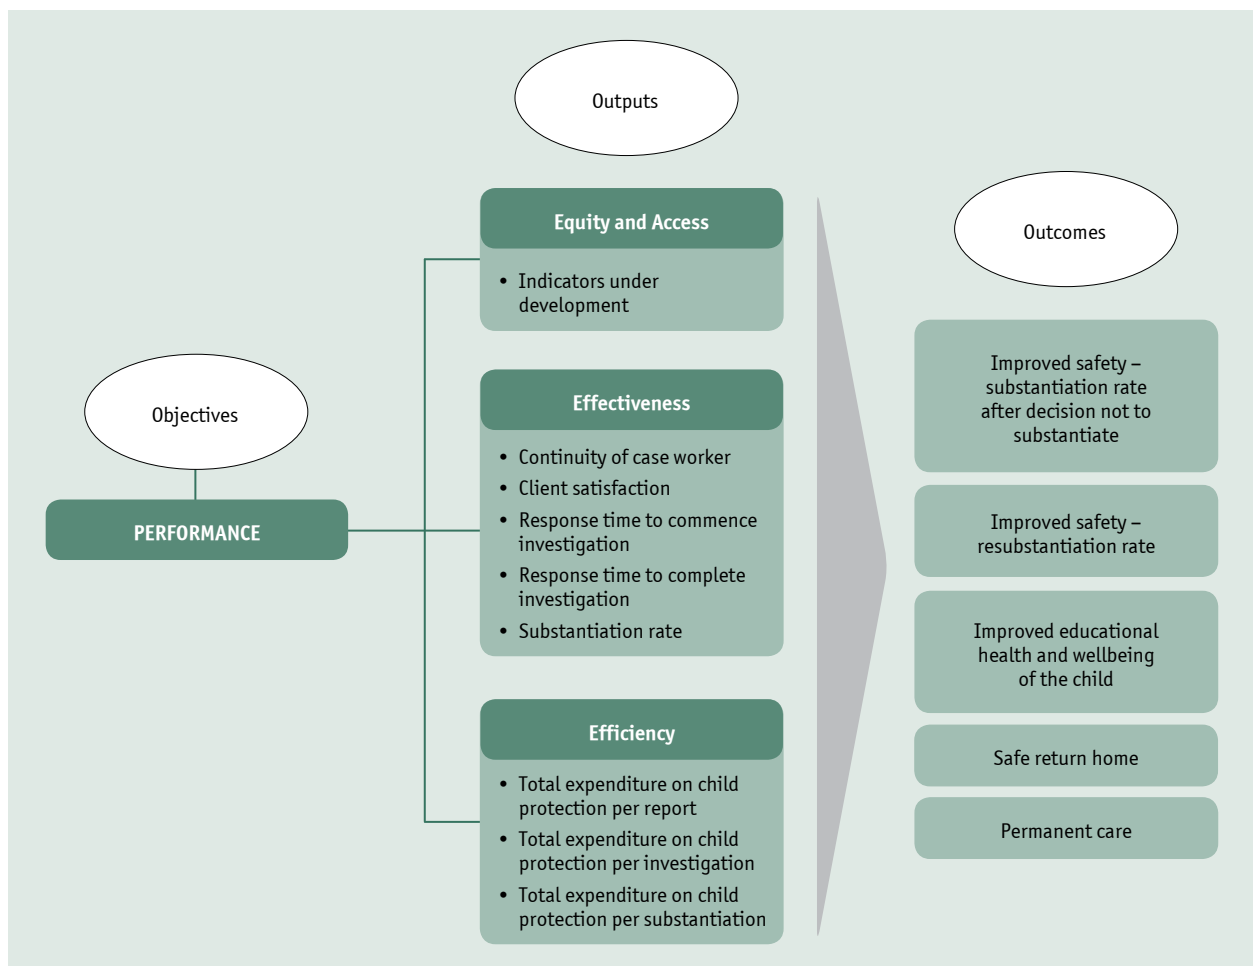 Outputs
Equity and Access
• Indicators under
development
Objectives
PERFORMANCE
Effectiveness
• Continuity of case worker
• Client satisfaction
• Response time to commence
investigation
• Response time to complete
investigation
• Substantiation rate
Efficiency
• Total expenditure on child
protection per report
• Total expenditure on child
protection per investigation
• Total expenditure on child
protection per substantiation
Outcomes
Improved safety –
substantiation rate
after decision not to
substantiate
Improved safety –
resubstantiation rate
Improved educational
health and wellbeing
of the child
Safe return home
Permanent care